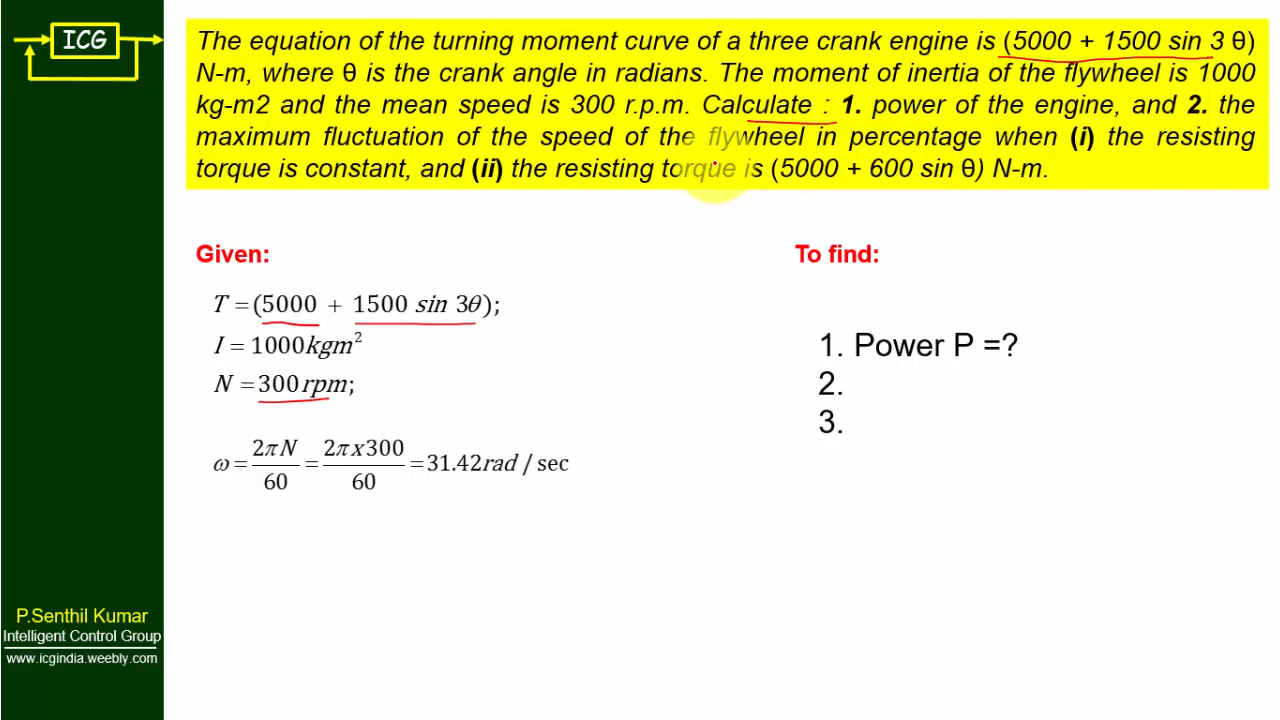 ICG
The equation of the turning moment curve of a three crank engine is (5000 + 1500 sin 3 θ)
N-m, where θ is the crank angle in radians. The moment of inertia of the flywheel is 1000
kg-m2 and the mean speed is 300 r.p.m. Calculate : 1. power of the engine, and 2. the
maximum fluctuation of the speed of the flywheel in percentage when (i) the resisting
torque is constant, and (ii) the resisting torque is (5000 + 600 sin θ) N-m.
Given:
T = (5000 + 1500 sin 3θ);
I = 1000kgm²
N = 300rpm;
ω = 2πN/60 = 2πx300/60 = 31.42rad / sec
To find:
1. Power P =?
2.
3.
P.Senthil Kumar
Intelligent Control Group
www.icgindia.weebly.com